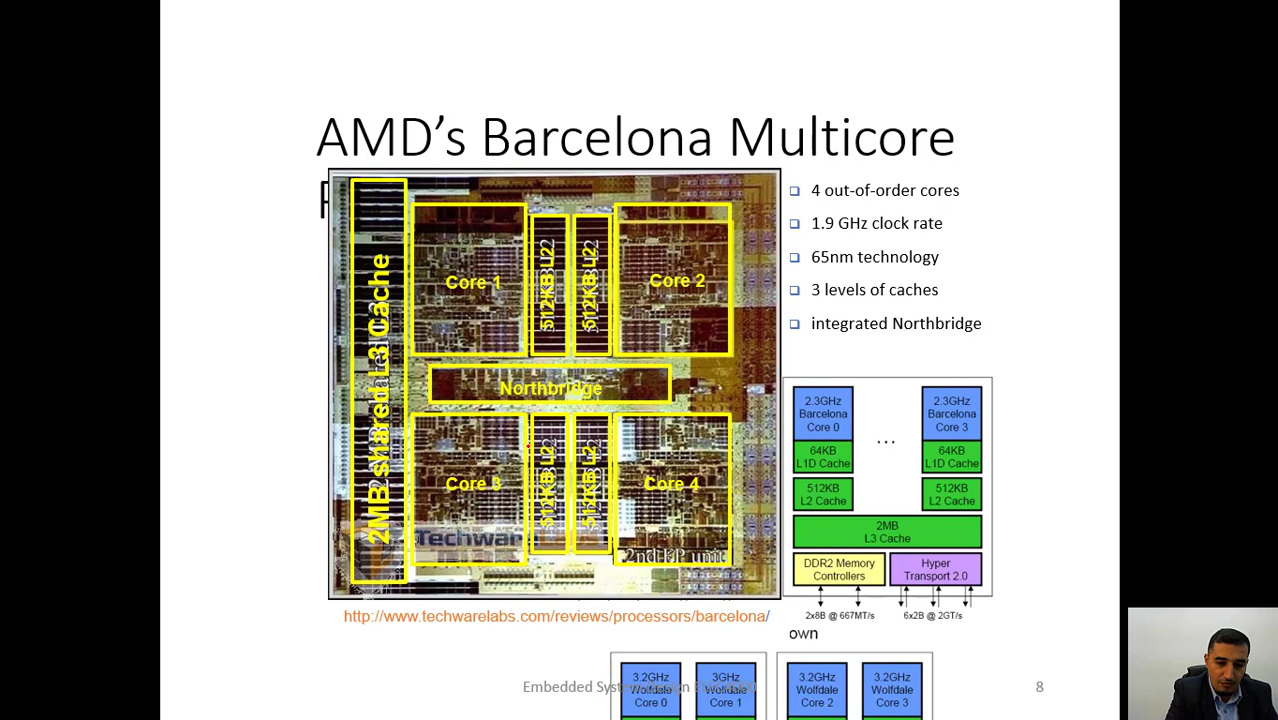 AMD's Barcelona Multicore
4 out-of-order cores
1.9 GHz clock rate
65nm technology
3 levels of caches
integrated Northbridge
2MB shared L3 Cache
Core 1
512KB L2
512KB L2
Core 2
Northbridge
Core 3
512KB L2
512KB L2
Core 4
Techware
2nd FP unit
http://www.techwarelabs.com/reviews/processors/barcelona/
2.3GHz
Barcelona
Core 0
2.3GHz
Barcelona
Core 3
...
64KB
L1D Cache
64KB
L1D Cache
512KB
L2 Cache
512KB
L2 Cache
2MB
L3 Cache
DDR2 Memory
Controllers
Hyper
Transport 2.0
2x8B @ 667MT/s
6x2B @ 2GT/s
own
3.2GHz
Wolfdale
Core 0
3GHz
Wolfdale
Core 1
3.2GHz
Wolfdale
Core 2
3.2GHz
Wolfdale
Core 3
Embedded System Design
8